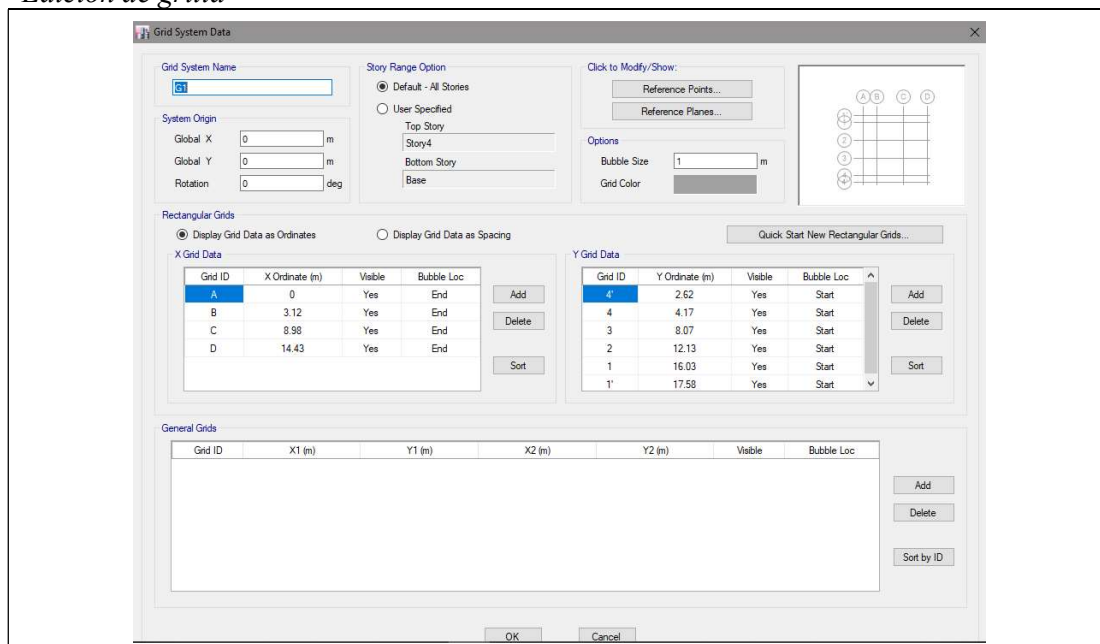 Edición de grilla
Grid System Data
Grid System Name
G1
System Origin
Global X 0 m
Global Y 0 m
Rotation 0 deg
Story Range Option
Default - All Stories
User Specified
Top Story
Story4
Bottom Story
Base
Click to Modify/Show:
Reference Points...
Reference Planes...
Options
Bubble Size 1 m
Grid Color
A B C D
1
2
3
4
Rectangular Grids
Display Grid Data as Ordinates
Display Grid Data as Spacing
Quick Start New Rectangular Grids...
X Grid Data
Grid ID X Ordinate (m) Visible Bubble Loc
A 0 Yes End
B 3.12 Yes End
C 8.98 Yes End
D 14.43 Yes End
Add
Delete
Sort
Y Grid Data
Grid ID Y Ordinate (m) Visible Bubble Loc
4' 2.62 Yes Start
4 4.17 Yes Start
3 8.07 Yes Start
2 12.13 Yes Start
1 16.03 Yes Start
1' 17.58 Yes Start
Add
Delete
Sort
General Grids
Grid ID X1 (m) Y1 (m) X2 (m) Y2 (m) Visible Bubble Loc
Add
Delete
Sort by ID
OK Cancel